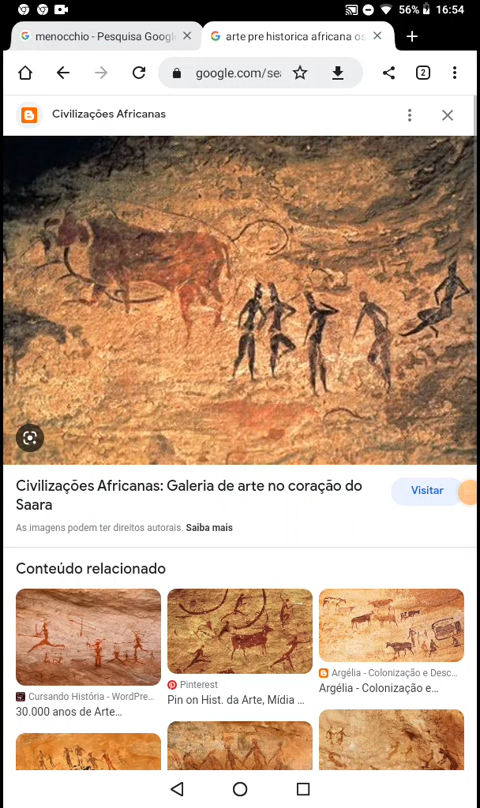 56% 16:54
menocchio - Pesquisa Googl
arte pre historica africana os
google.com/sea
2
Civilizações Africanas
Civilizações Africanas: Galeria de arte no coração do
Saara
Visitar
As imagens podem ter direitos autorais. Saiba mais
Conteúdo relacionado
Cursando História - WordPre...
30.000 anos de Arte...
Pinterest
Pin on Hist. da Arte, Mídia ...
Argélia - Colonização e Desc...
Argélia - Colonização e...